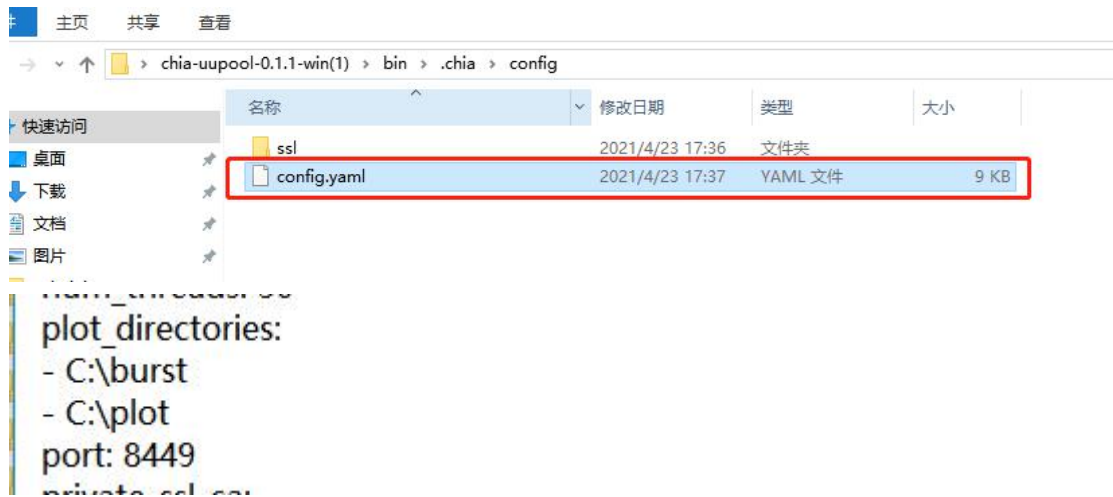 主页 共享 查看
chia-uupool-0.1.1-win(1) › bin › .chia › config
名称 修改日期 类型 大小
快速访问
桌面
下载
文档
图片
ssl 2021/4/23 17:36 文件夹
config.yaml 2021/4/23 17:37 YAML 文件 9 KB
plot_directories:
- C:\burst
- C:\plot
port: 8449
private_ssl_ca: